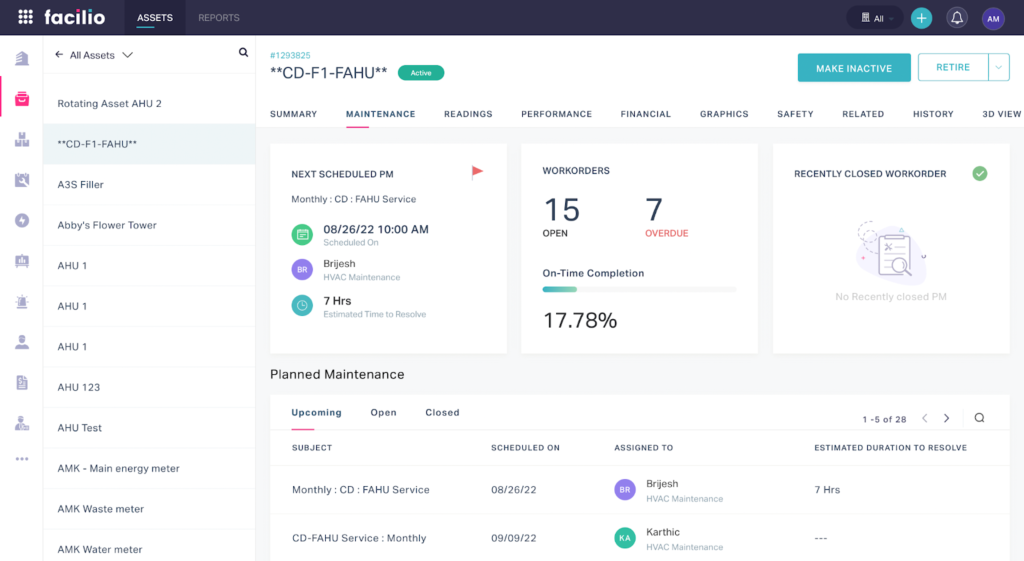 facilio
ASSETS
REPORTS
All
AM
All Assets
Rotating Asset AHU 2
**CD-F1-FAHU**
A3S Filler
Abby's Flower Tower
AHU 1
AHU 1
AHU 1
AHU 123
AHU Test
AMK - Main energy meter
AMK Waste meter
AMK Water meter
#1293825
**CD-F1-FAHU** Active
MAKE INACTIVE
RETIRE
SUMMARY MAINTENANCE READINGS PERFORMANCE FINANCIAL GRAPHICS SAFETY RELATED HISTORY 3D VIEW
NEXT SCHEDULED PM
Monthly : CD : FAHU Service
08/26/22 10:00 AM
Scheduled On
BR
Brijesh
HVAC Maintenance
7 Hrs
Estimated Time to Resolve
WORKORDERS
15 7
OPEN OVERDUE
On-Time Completion
17.78%
RECENTLY CLOSED WORKORDER
No Recently closed PM
Planned Maintenance
Upcoming Open Closed
1 -5 of 28
SUBJECT SCHEDULED ON ASSIGNED TO ESTIMATED DURATION TO RESOLVE
Monthly : CD : FAHU Service 08/26/22 BR Brijesh 7 Hrs
HVAC Maintenance
CD-FAHU Service : Monthly 09/09/22 KA Karthic ---
HVAC Maintenance